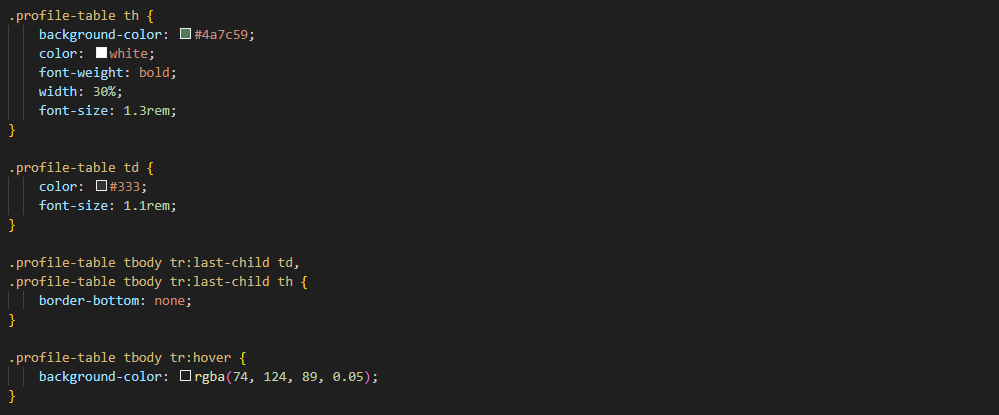 .profile-table th {
    background-color: #4a7c59;
    color: white;
    font-weight: bold;
    width: 30%;
    font-size: 1.3rem;
}

.profile-table td {
    color: #333;
    font-size: 1.1rem;
}

.profile-table tbody tr:last-child td,
.profile-table tbody tr:last-child th {
    border-bottom: none;
}

.profile-table tbody tr:hover {
    background-color: rgba(74, 124, 89, 0.05);
}